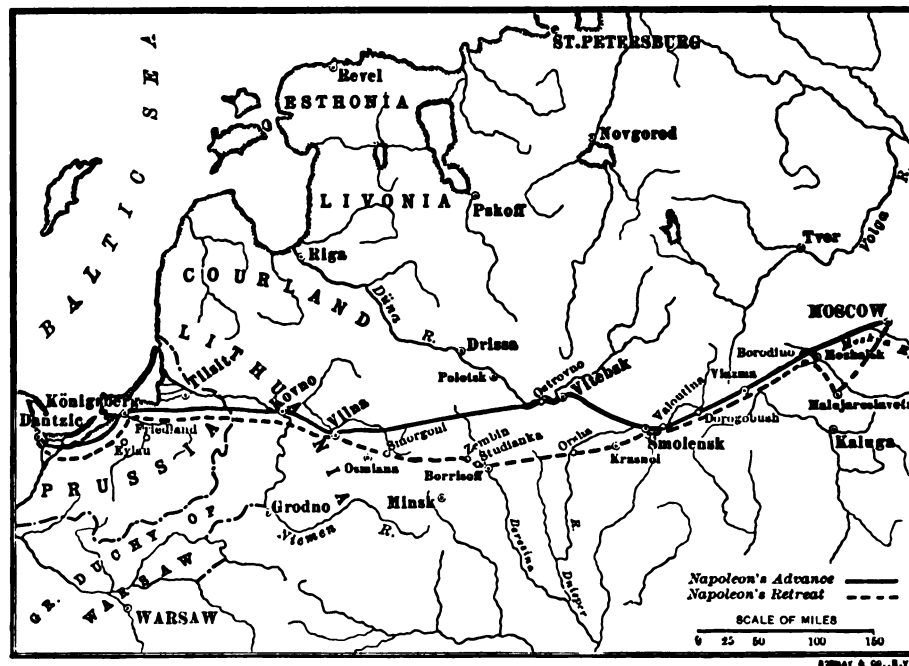 ST. PETERSBURG
Revel
ESTHONIA
BALTIC SEA
Novgorod
LIVONIA
Pskoff
Volga R.
Tver
Riga
COURLAND
Düna R.
MOSCOW
Drissa
Polotsk
Borodino
Moshaisk
LITHUANIA
Tilsit
Ostrovno
Vitebsk
Viazma
Valoutina
Malojaroslavetz
Königsberg
Kovno
Dantzic
Vilna
Dorogobush
Friedland
Smorgoni
Zembin
Studianka
Orsha
Smolensk
Kaluga
Eylau
Osmiana
Borrisoff
Krasnoi
PRUSSIA
Minsk
Grodno
Niemen R.
Beresina
R.
Dnieper
GR. DUCHY OF
WARSAW
WARSAW
Napoleon's Advance
Napoleon's Retreat
SCALE OF MILES
0 25 50 100 150